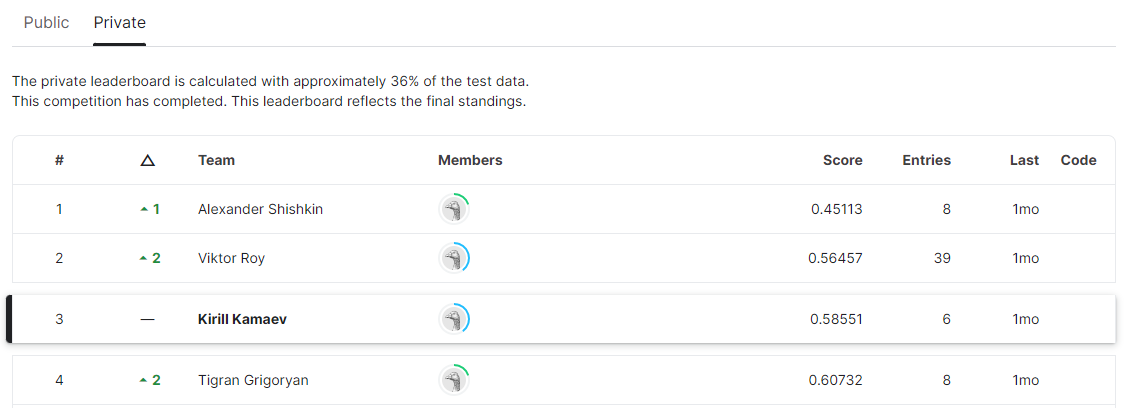 Public Private
The private leaderboard is calculated with approximately 36% of the test data.
This competition has completed. This leaderboard reflects the final standings.
# △ Team Members Score Entries Last Code
1 1 Alexander Shishkin 0.45113 8 1mo
2 2 Viktor Roy 0.56457 39 1mo
3 — Kirill Kamaev 0.58551 6 1mo
4 2 Tigran Grigoryan 0.60732 8 1mo